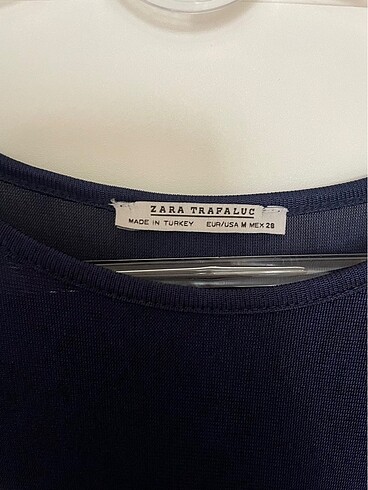 ZARA TRAFALUC
MADE IN TURKEY EUR/USA M MEX 28